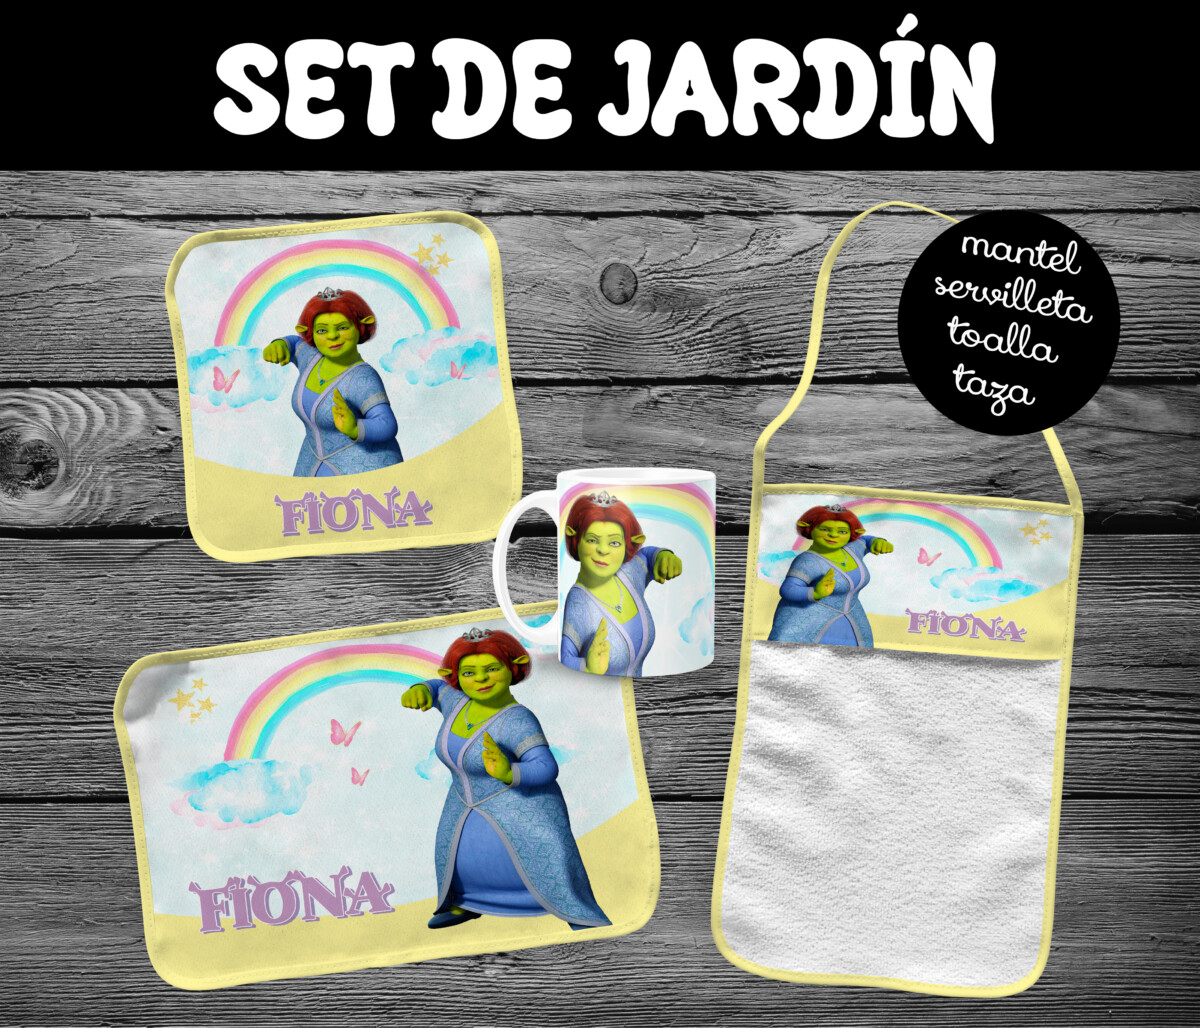 SET DE JARDÍN
mantel
servilleta
toalla
taza
FIONA
FIONA
FIONA